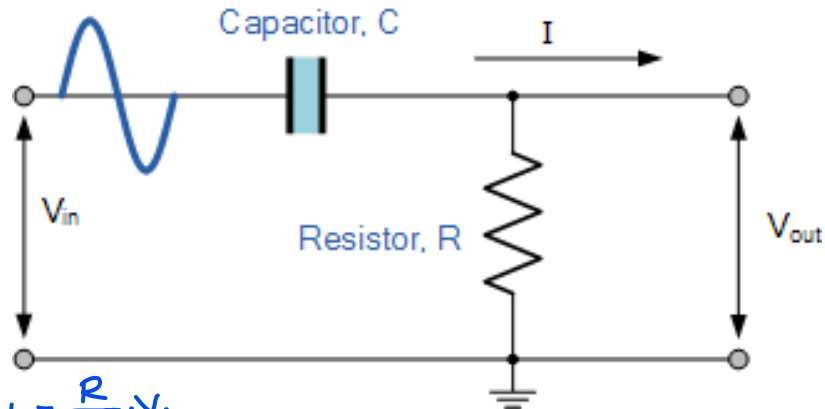 Capacitor, C
I
Vin
Resistor, R
Vout
= R